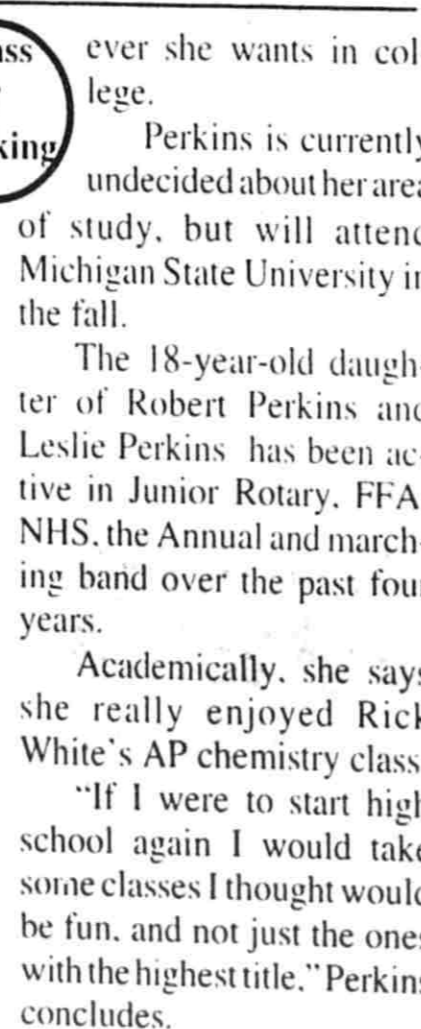 ass
king
ever she wants in col
lege.
Perkins is currently
undecided about her area
of study, but will attend
Michigan State University in
the fall.
The 18-year-old daugh-
ter of Robert Perkins and
Leslie Perkins has been ac-
tive in Junior Rotary, FFA,
NHS, the Annual and march-
ing band over the past four
years.
Academically, she says
she really enjoyed Rick
White's AP chemistry class.
"If I were to start high
school again I would take
some classes I thought would
be fun, and not just the ones
with the highest title," Perkins
concludes.